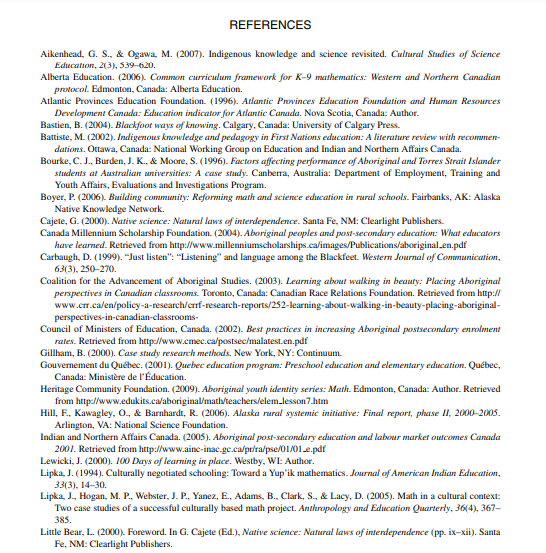 REFERENCES
Aikenhead, G. S., & Ogawa, M. (2007). Indigenous knowledge and science revisited. Cultural Studies of Science
Education, 2(3), 539–620.
Alberta Education. (2006). Common curriculum framework for K–9 mathematics: Western and Northern Canadian
protocol. Edmonton, Canada: Alberta Education.
Atlantic Provinces Education Foundation. (1996). Atlantic Provinces Education Foundation and Human Resources
Development Canada: Education indicator for Atlantic Canada. Nova Scotia, Canada: Author.
Bastien, B. (2004). Blackfoot ways of knowing. Calgary, Canada: University of Calgary Press.
Battiste, M. (2002). Indigenous knowledge and pedagogy in First Nations education: A literature review with recommen-
dations. Ottawa, Canada: National Working Group on Education and Indian and Northern Affairs Canada.
Bourke, C. J., Burden, J. K., & Moore, S. (1996). Factors affecting performance of Aboriginal and Torres Strait Islander
students at Australian universities: A case study. Canberra, Australia: Department of Employment, Training and
Youth Affairs, Evaluations and Investigations Program.
Boyer, P. (2006). Building community: Reforming math and science education in rural schools. Fairbanks, AK: Alaska
Native Knowledge Network.
Cajete, G. (2000). Native science: Natural laws of interdependence. Santa Fe, NM: Clearlight Publishers.
Canada Millennium Scholarship Foundation. (2004). Aboriginal peoples and post-secondary education: What educators
have learned. Retrieved from http://www.millenniumscholarships.ca/images/Publications/aboriginal_en.pdf
Carbaugh, D. (1999). “Just listen”: “Listening” and language among the Blackfeet. Western Journal of Communication,
63(3), 250–270.
Coalition for the Advancement of Aboriginal Studies. (2003). Learning about walking in beauty: Placing Aboriginal
perspectives in Canadian classrooms. Toronto, Canada: Canadian Race Relations Foundation. Retrieved from http://
www.crr.ca/en/policy-a-research/crrf-research-reports/252-learning-about-walking-in-beauty-placing-aboriginal-
perspectives-in-canadian-classrooms-
Council of Ministers of Education, Canada. (2002). Best practices in increasing Aboriginal postsecondary enrolment
rates. Retrieved from http://www.cmec.ca/postsec/malatest.en.pdf
Gillham, B. (2000). Case study research methods. New York, NY: Continuum.
Gouvernement du Québec. (2001). Quebec education program: Preschool education and elementary education. Québec,
Canada: Ministère de l’Éducation.
Heritage Community Foundation. (2009). Aboriginal youth identity series: Math. Edmonton, Canada: Author. Retrieved
from http://www.edukits.ca/aboriginal/math/teachers/elem_lesson7.htm
Hill, F., Kawagley, O., & Barnhardt, R. (2006). Alaska rural systemic initiative: Final report, phase II, 2000–2005.
Arlington, VA: National Science Foundation.
Indian and Northern Affairs Canada. (2005). Aboriginal post-secondary education and labour market outcomes Canada
2001. Retrieved from http://www.ainc-inac.gc.ca/pr/ra/pse/01/01_e.pdf
Lewicki, J. (2000). 100 Days of learning in place. Westby, WI: Author.
Lipka, J. (1994). Culturally negotiated schooling: Toward a Yup’ik mathematics. Journal of American Indian Education,
33(3), 14–30.
Lipka, J., Hogan, M. P., Webster, J. P., Yanez, E., Adams, B., Clark, S., & Lacy, D. (2005). Math in a cultural context:
Two case studies of a successful culturally based math project. Anthropology and Education Quarterly, 36(4), 367–
385.
Little Bear, L. (2000). Foreword. In G. Cajete (Ed.), Native science: Natural laws of interdependence (pp. ix–xii). Santa
Fe, NM: Clearlight Publishers.